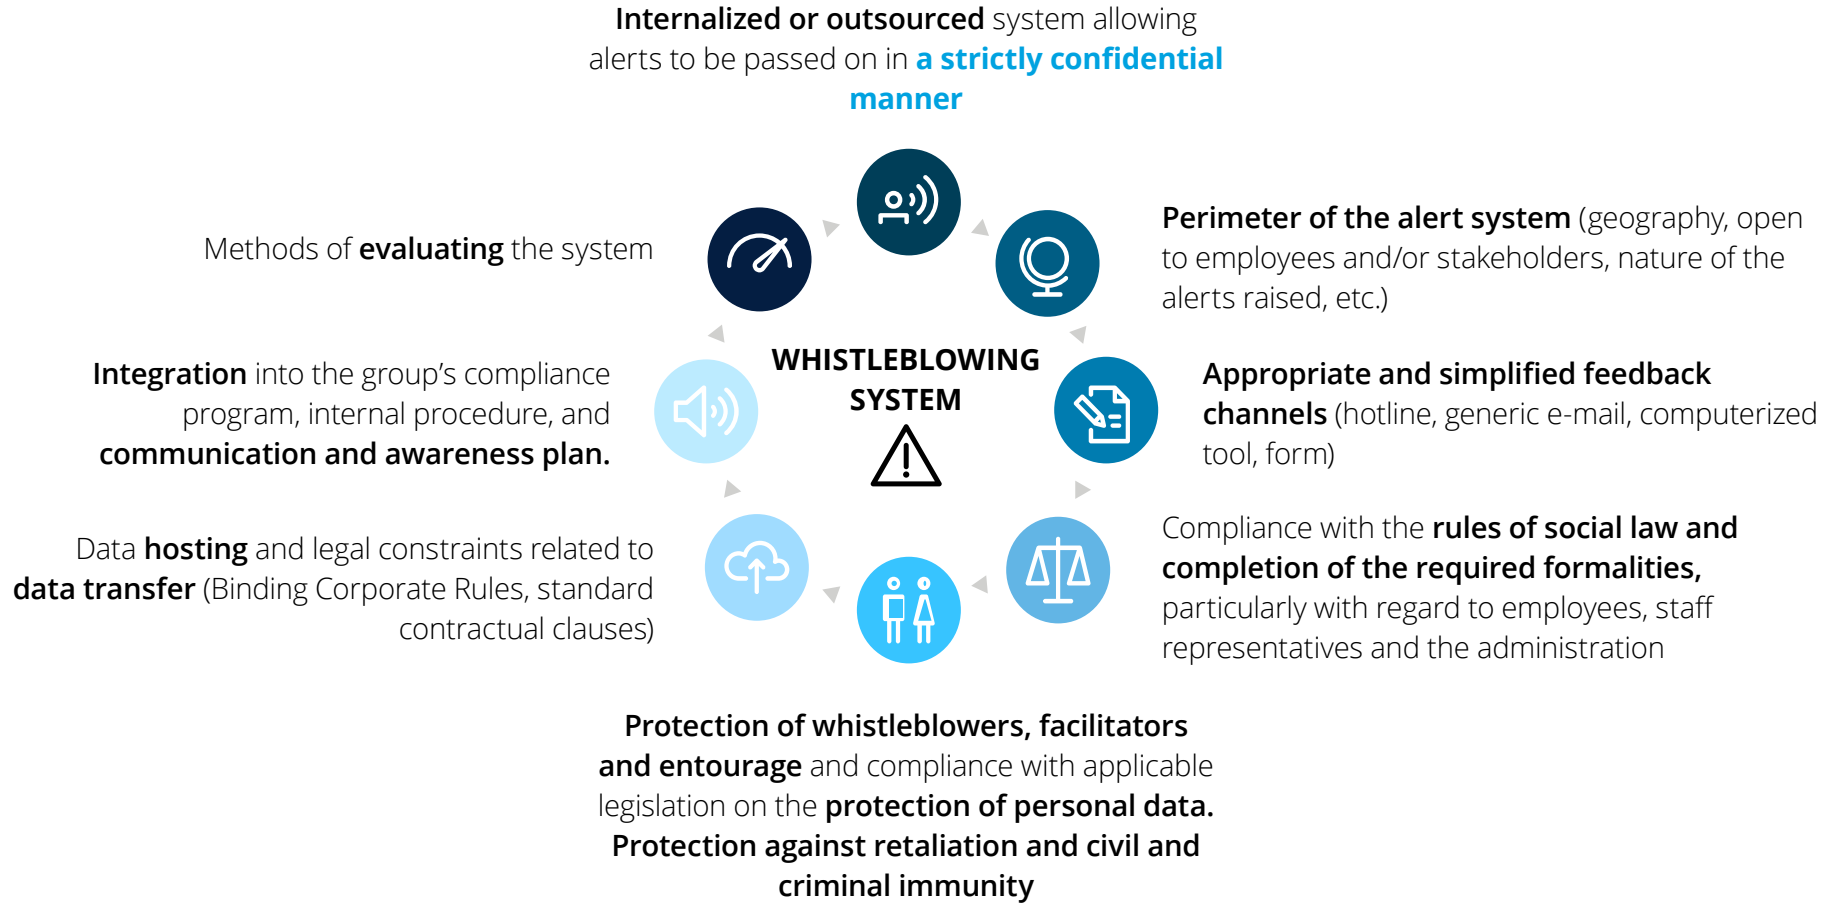 Internalized or outsourced system allowing
alerts to be passed on in a strictly confidential
manner
Perimeter of the alert system (geography, open
to employees and/or stakeholders, nature of the
alerts raised, etc.)
Appropriate and simplified feedback
channels (hotline, generic e-mail, computerized
tool, form)
Compliance with the rules of social law and
completion of the required formalities,
particularly with regard to employees, staff
representatives and the administration
Protection of whistleblowers, facilitators
and entourage and compliance with applicable
legislation on the protection of personal data.
Protection against retaliation and civil and
criminal immunity
Data hosting and legal constraints related to
data transfer (Binding Corporate Rules, standard
contractual clauses)
Integration into the group's compliance
program, internal procedure, and
communication and awareness plan.
Methods of evaluating the system
WHISTLEBLOWING
SYSTEM